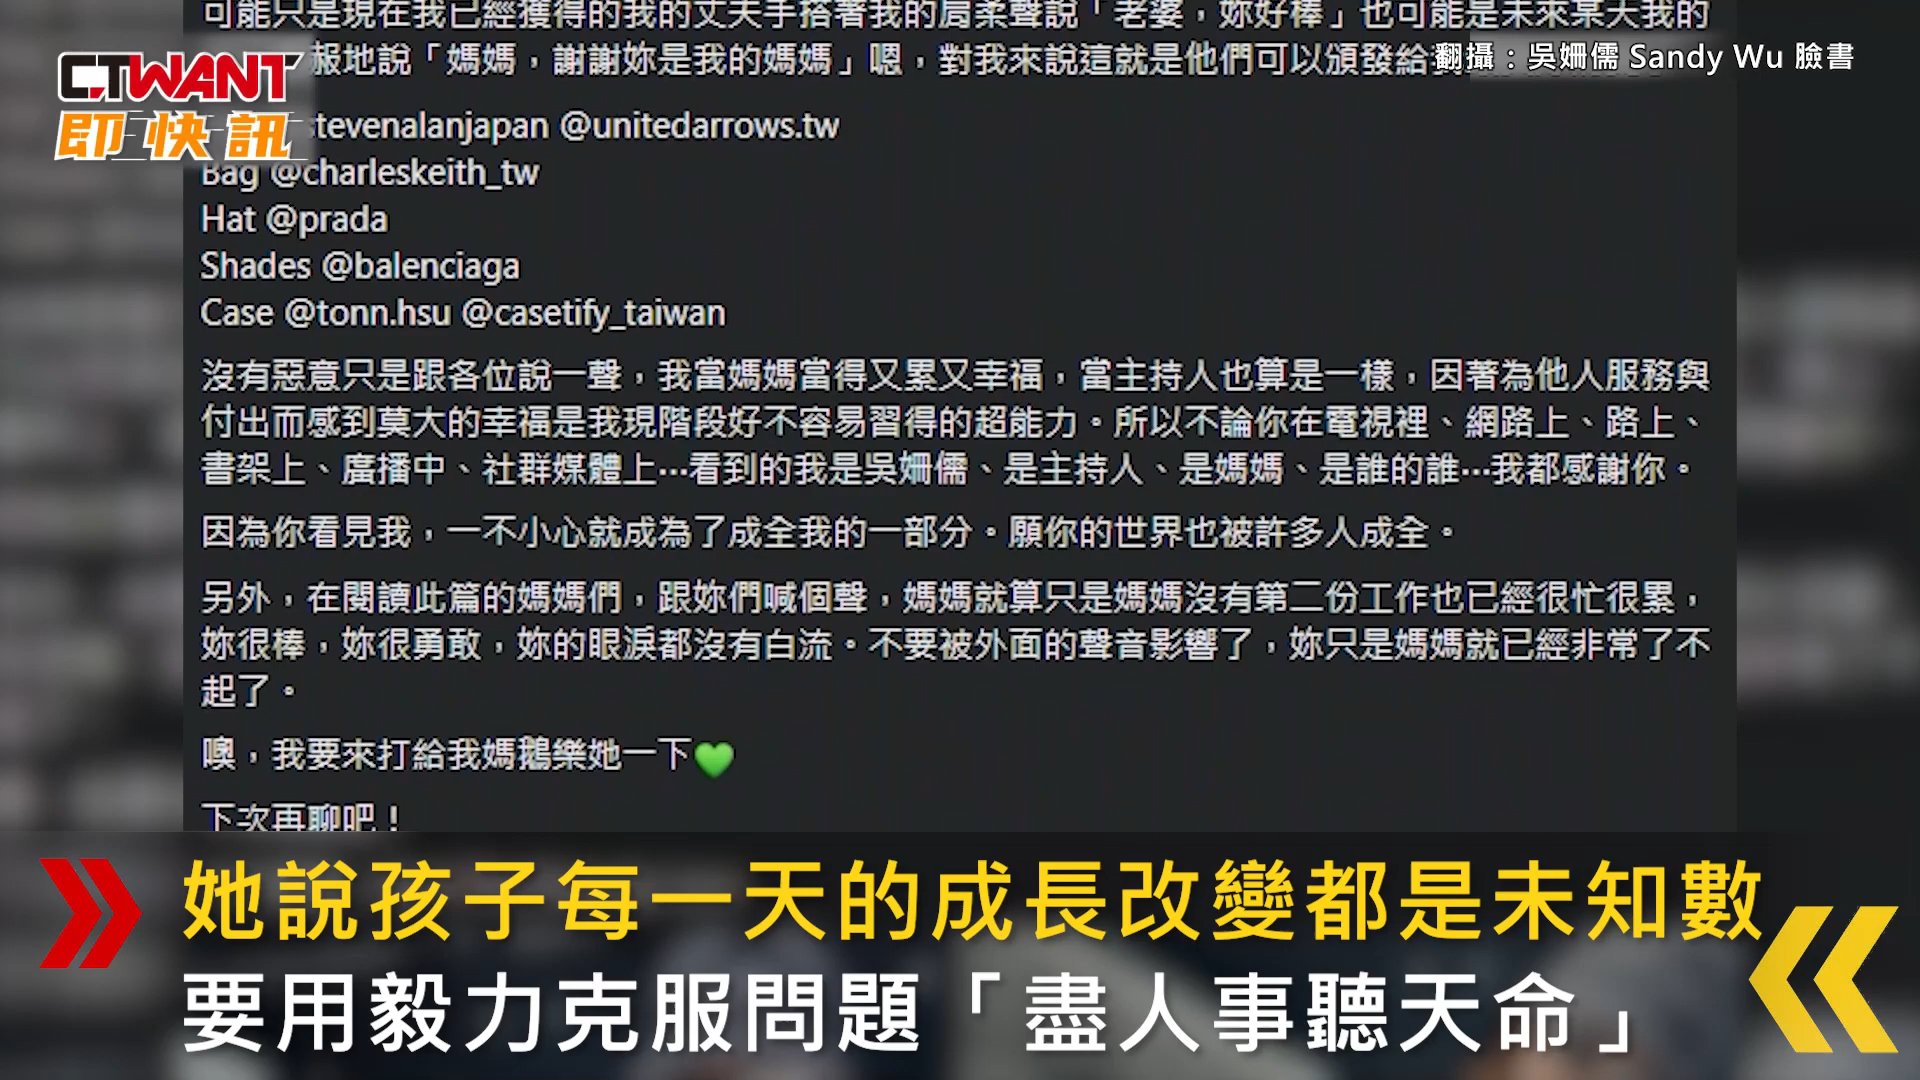 可能只是現在我已經獲得的我的丈夫手搭著我的肩柔聲說「老婆，妳好棒」也可能是未來某天我的
報地說「媽媽，謝謝妳是我的媽媽」嗯，對我來說這就是他們可以頒發給
翻攝：吳姍儒 Sandy Wu 臉書
CTWANT
即快訊
stevenalanjapan @unitedarrows.tw
Bag @charleskeith_tw
Hat @prada
Shades @balenciaga
Case @tonn.hsu @casetify_taiwan
沒有惡意只是跟各位說一聲，我當媽媽當得又累又幸福，當主持人也算是一樣，因著為他人服務與
付出而感到莫大的幸福是我現階段好不容易習得的超能力。所以不論你在電視裡、網路上、路上、
書架上、廣播中、社群媒體上…看到的我是吳姍儒、是主持人、是媽媽、是誰的誰…我都感謝你。
因為你看見我，一不小心就成為了成全我的一部分。願你的世界也被許多人成全。
另外，在閱讀此篇的媽媽們，跟妳們喊個聲，媽媽就算只是媽媽沒有第二份工作也已經很忙很累，
妳很棒，妳很勇敢，妳的眼淚都沒有白流。不要被外面的聲音影響了，妳只是媽媽就已經非常了不
起了。
噢，我要來打給我媽鵝樂她一下💚
下次再聊吧！
她說孩子每一天的成長改變都是未知數
要用毅力克服問題「盡人事聽天命」